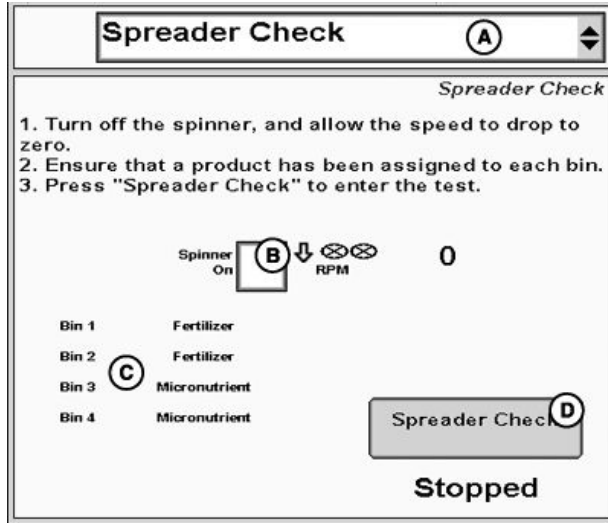 Spreader Check
A
Spreader Check
1. Turn off the spinner, and allow the speed to drop to
zero.
2. Ensure that a product has been assigned to each bin.
3. Press "Spreader Check" to enter the test.
Spinner
On
B
RPM
0
Bin 1 Fertilizer
Bin 2 Fertilizer
C
Bin 3 Micronutrient
Bin 4 Micronutrient
Spreader Chec
D
Stopped